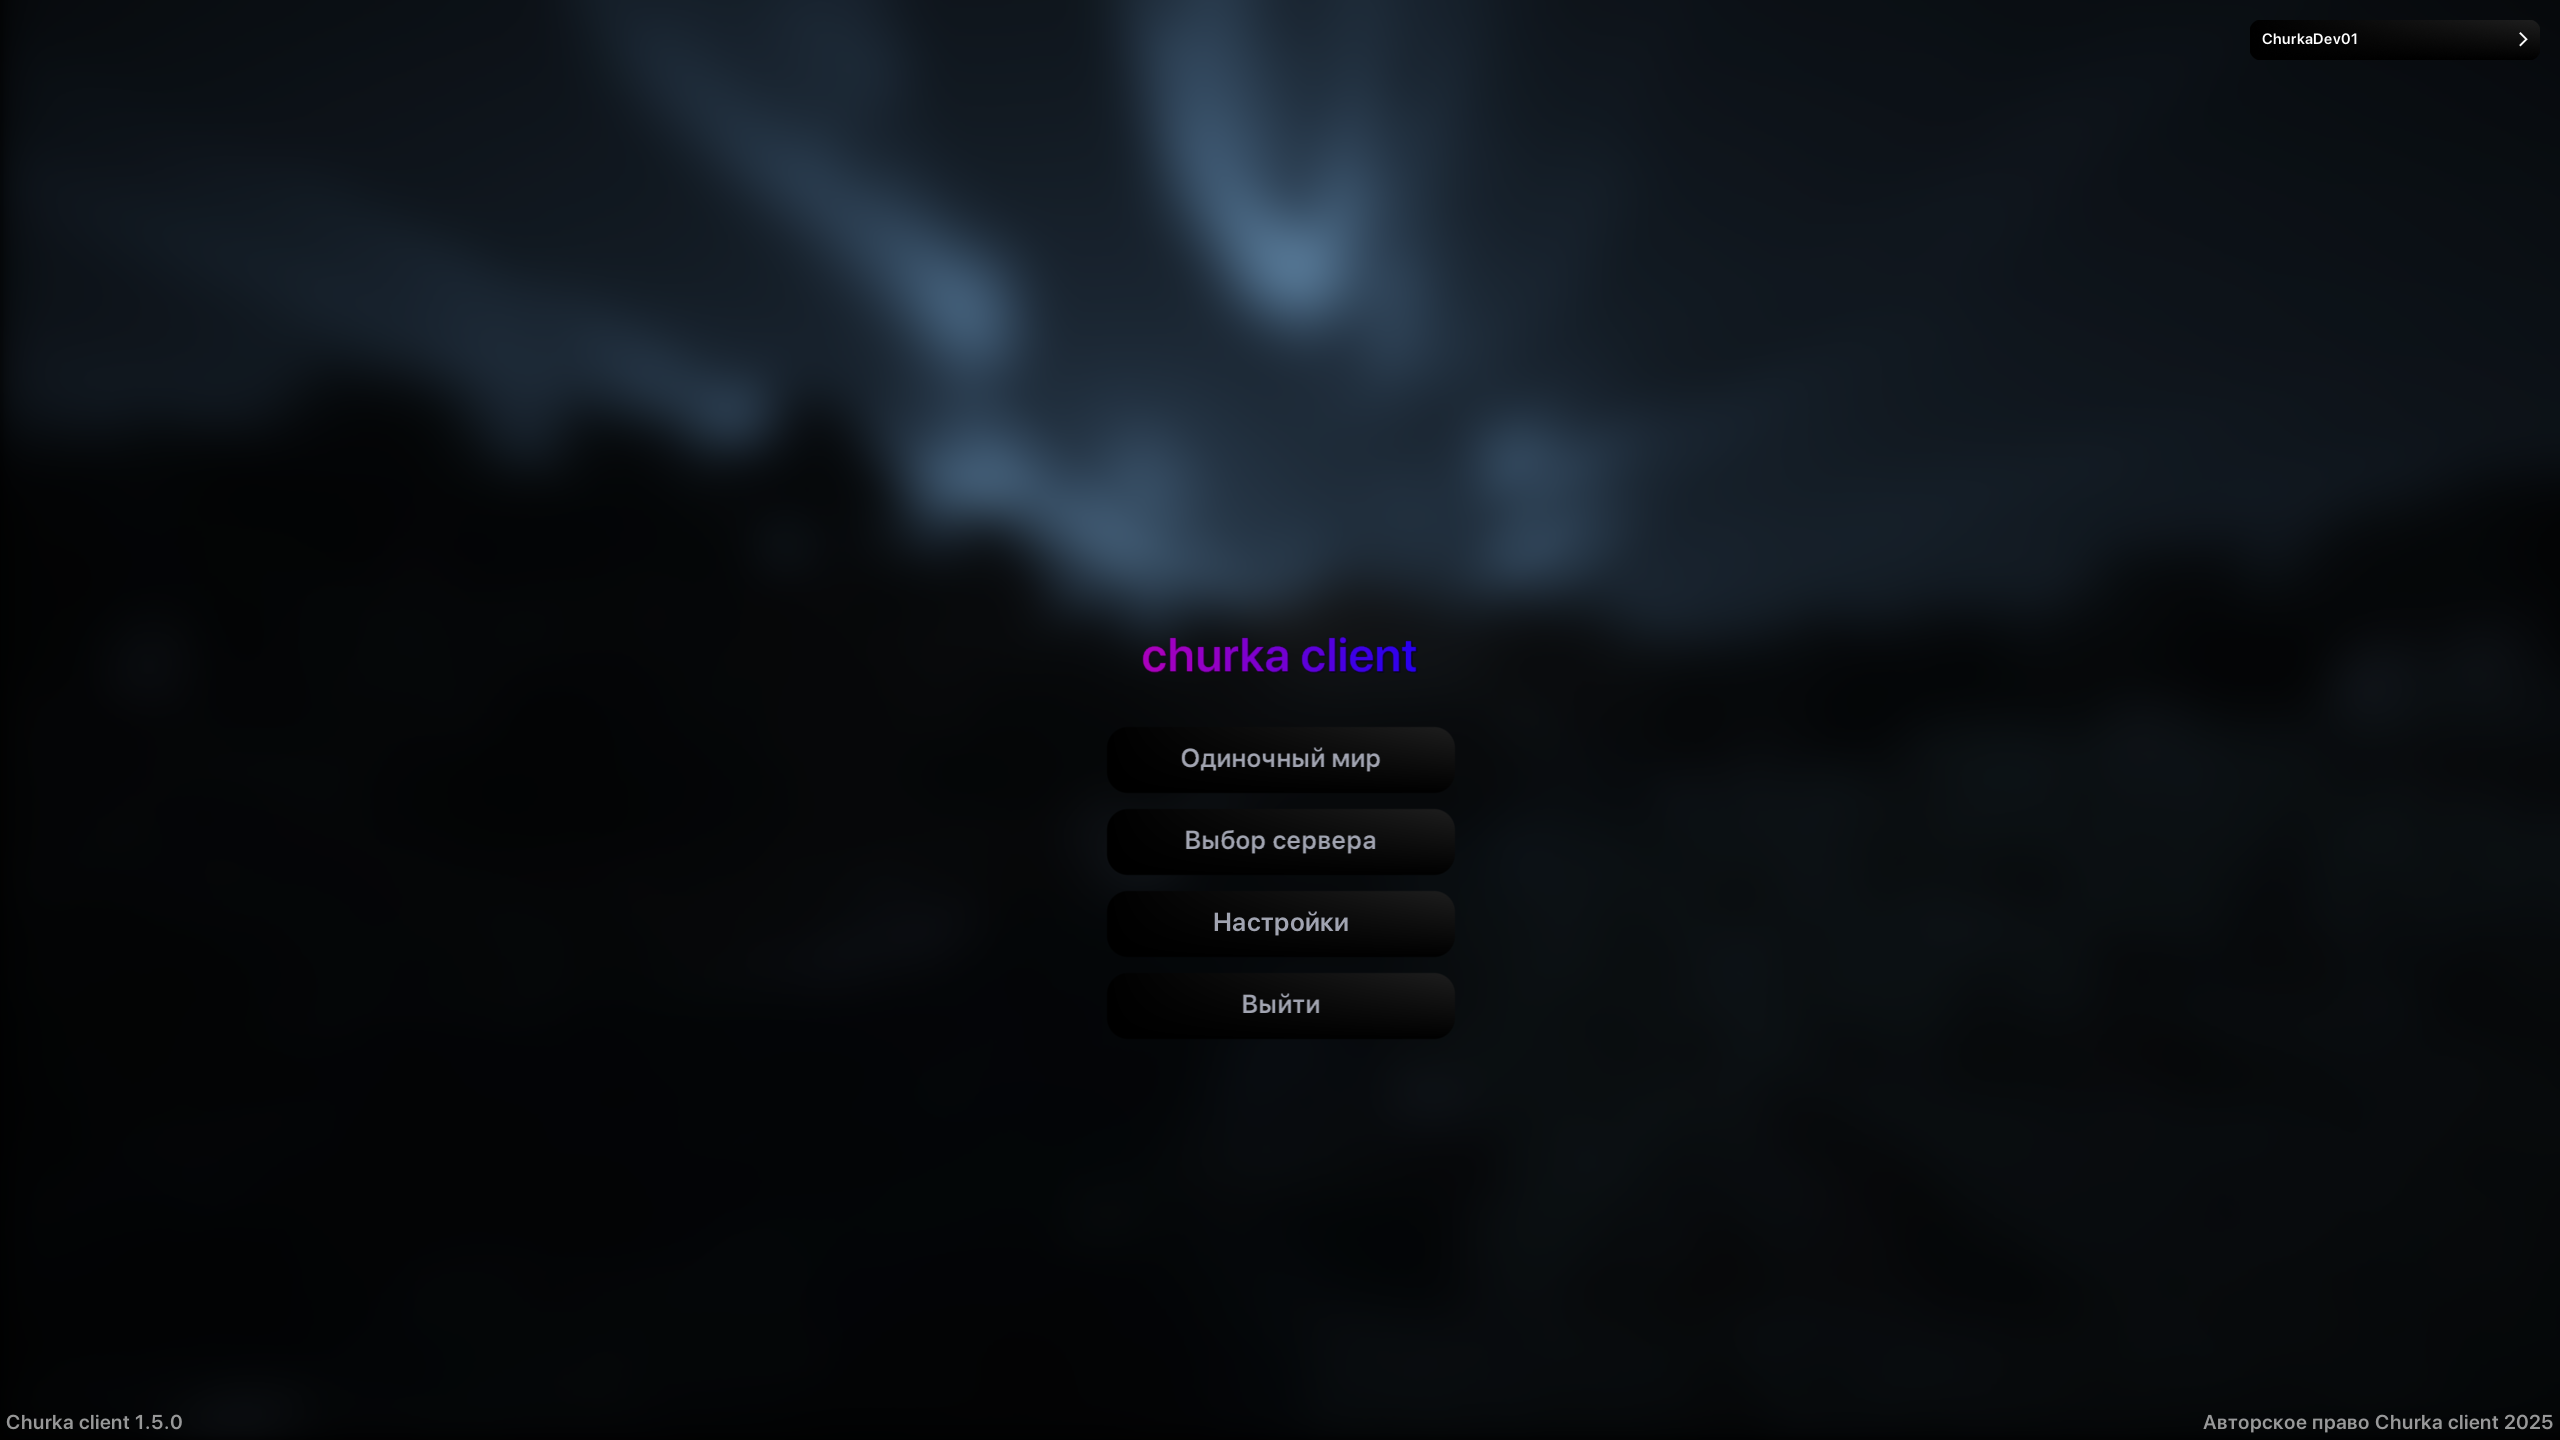 ChurkaDev01
churka client
Одиночный мир
Выбор сервера
Настройки
Выйти
Churka client 1.5.0
Авторское право Churka client 2025